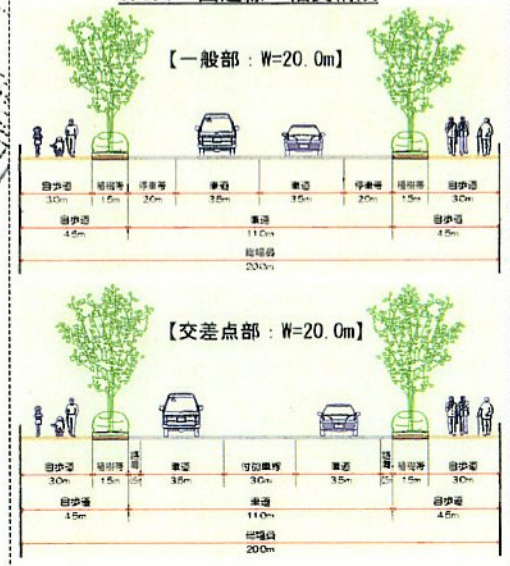 【一般部：W=20.0m】
自歩道 植樹帯 停車帯 車道 車道 停車帯 植樹帯 自歩道
3.0m 1.5m 2.0m 3.5m 3.5m 2.0m 1.5m 3.0m
自歩道 車道 自歩道
4.5m 11.0m 4.5m
総幅員
20.0m
【交差点部：W=20.0m】
自歩道 植樹帯 路肩 車道 付加車線 車道 路肩 植樹帯 自歩道
3.0m 1.5m 3.5m 3.0m 3.5m 1.5m 3.0m
自歩道 車道 自歩道
4.5m 11.0m 4.5m
総幅員
20.0m